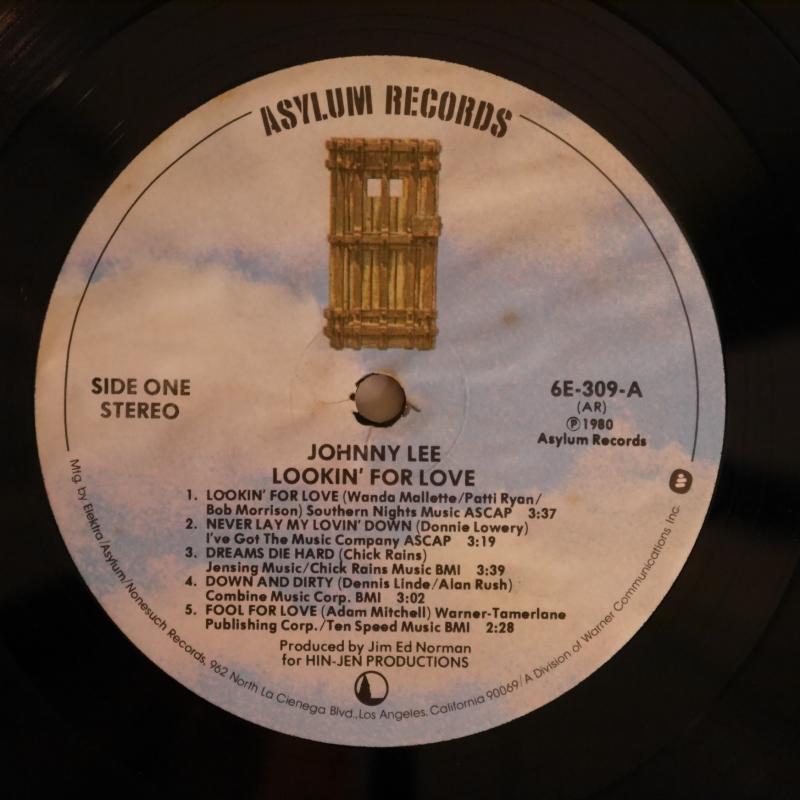 ASYLUM RECORDS
SIDE ONE
STEREO
6E-309-A
(AR)
Ⓟ1980
Asylum Records
JOHNNY LEE
LOOKIN' FOR LOVE
1. LOOKIN' FOR LOVE (Wanda Mallette/Patti Ryan/
Bob Morrison) Southern Nights Music ASCAP 3:37
2. NEVER LAY MY LOVIN' DOWN (Donnie Lowery)
I've Got The Music Company ASCAP 3:19
3. DREAMS DIE HARD (Chick Rains)
Jensing Music/Chick Rains Music BMI 3:39
4. DOWN AND DIRTY (Dennis Linde/Alan Rush)
Combine Music Corp. BMI 3:02
5. FOOL FOR LOVE (Adam Mitchell) Warner-Tamerlane
Publishing Corp./Ten Speed Music BMI 2:28
Produced by Jim Ed Norman
for HIN-JEN PRODUCTIONS
Mfg. by Elektra/Asylum/Nonesuch Records, 962 North La Cienega Blvd., Los Angeles, California 90069/A Division of Warner Communications Inc.